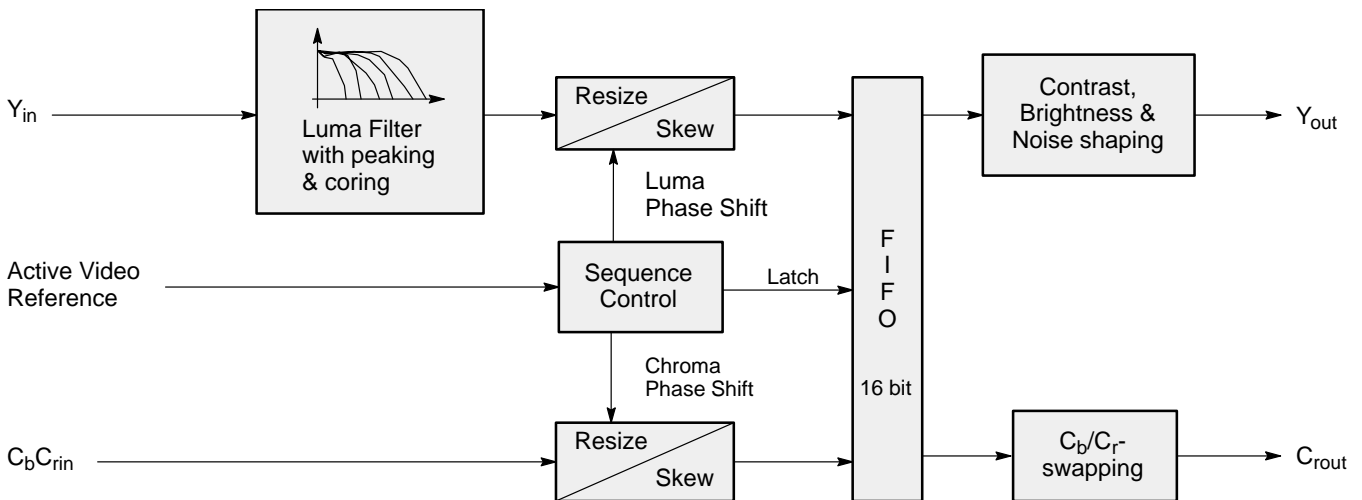 Y_in
Luma Filter
with peaking
& coring
Resize
Skew
Luma
Phase Shift
Contrast,
Brightness &
Noise shaping
Y_out
Active Video
Reference
Sequence
Control
Latch
F
I
F
O
16 bit
Chroma
Phase Shift
C_bC_rin
Resize
Skew
C_b/C_r-
swapping
C_rout